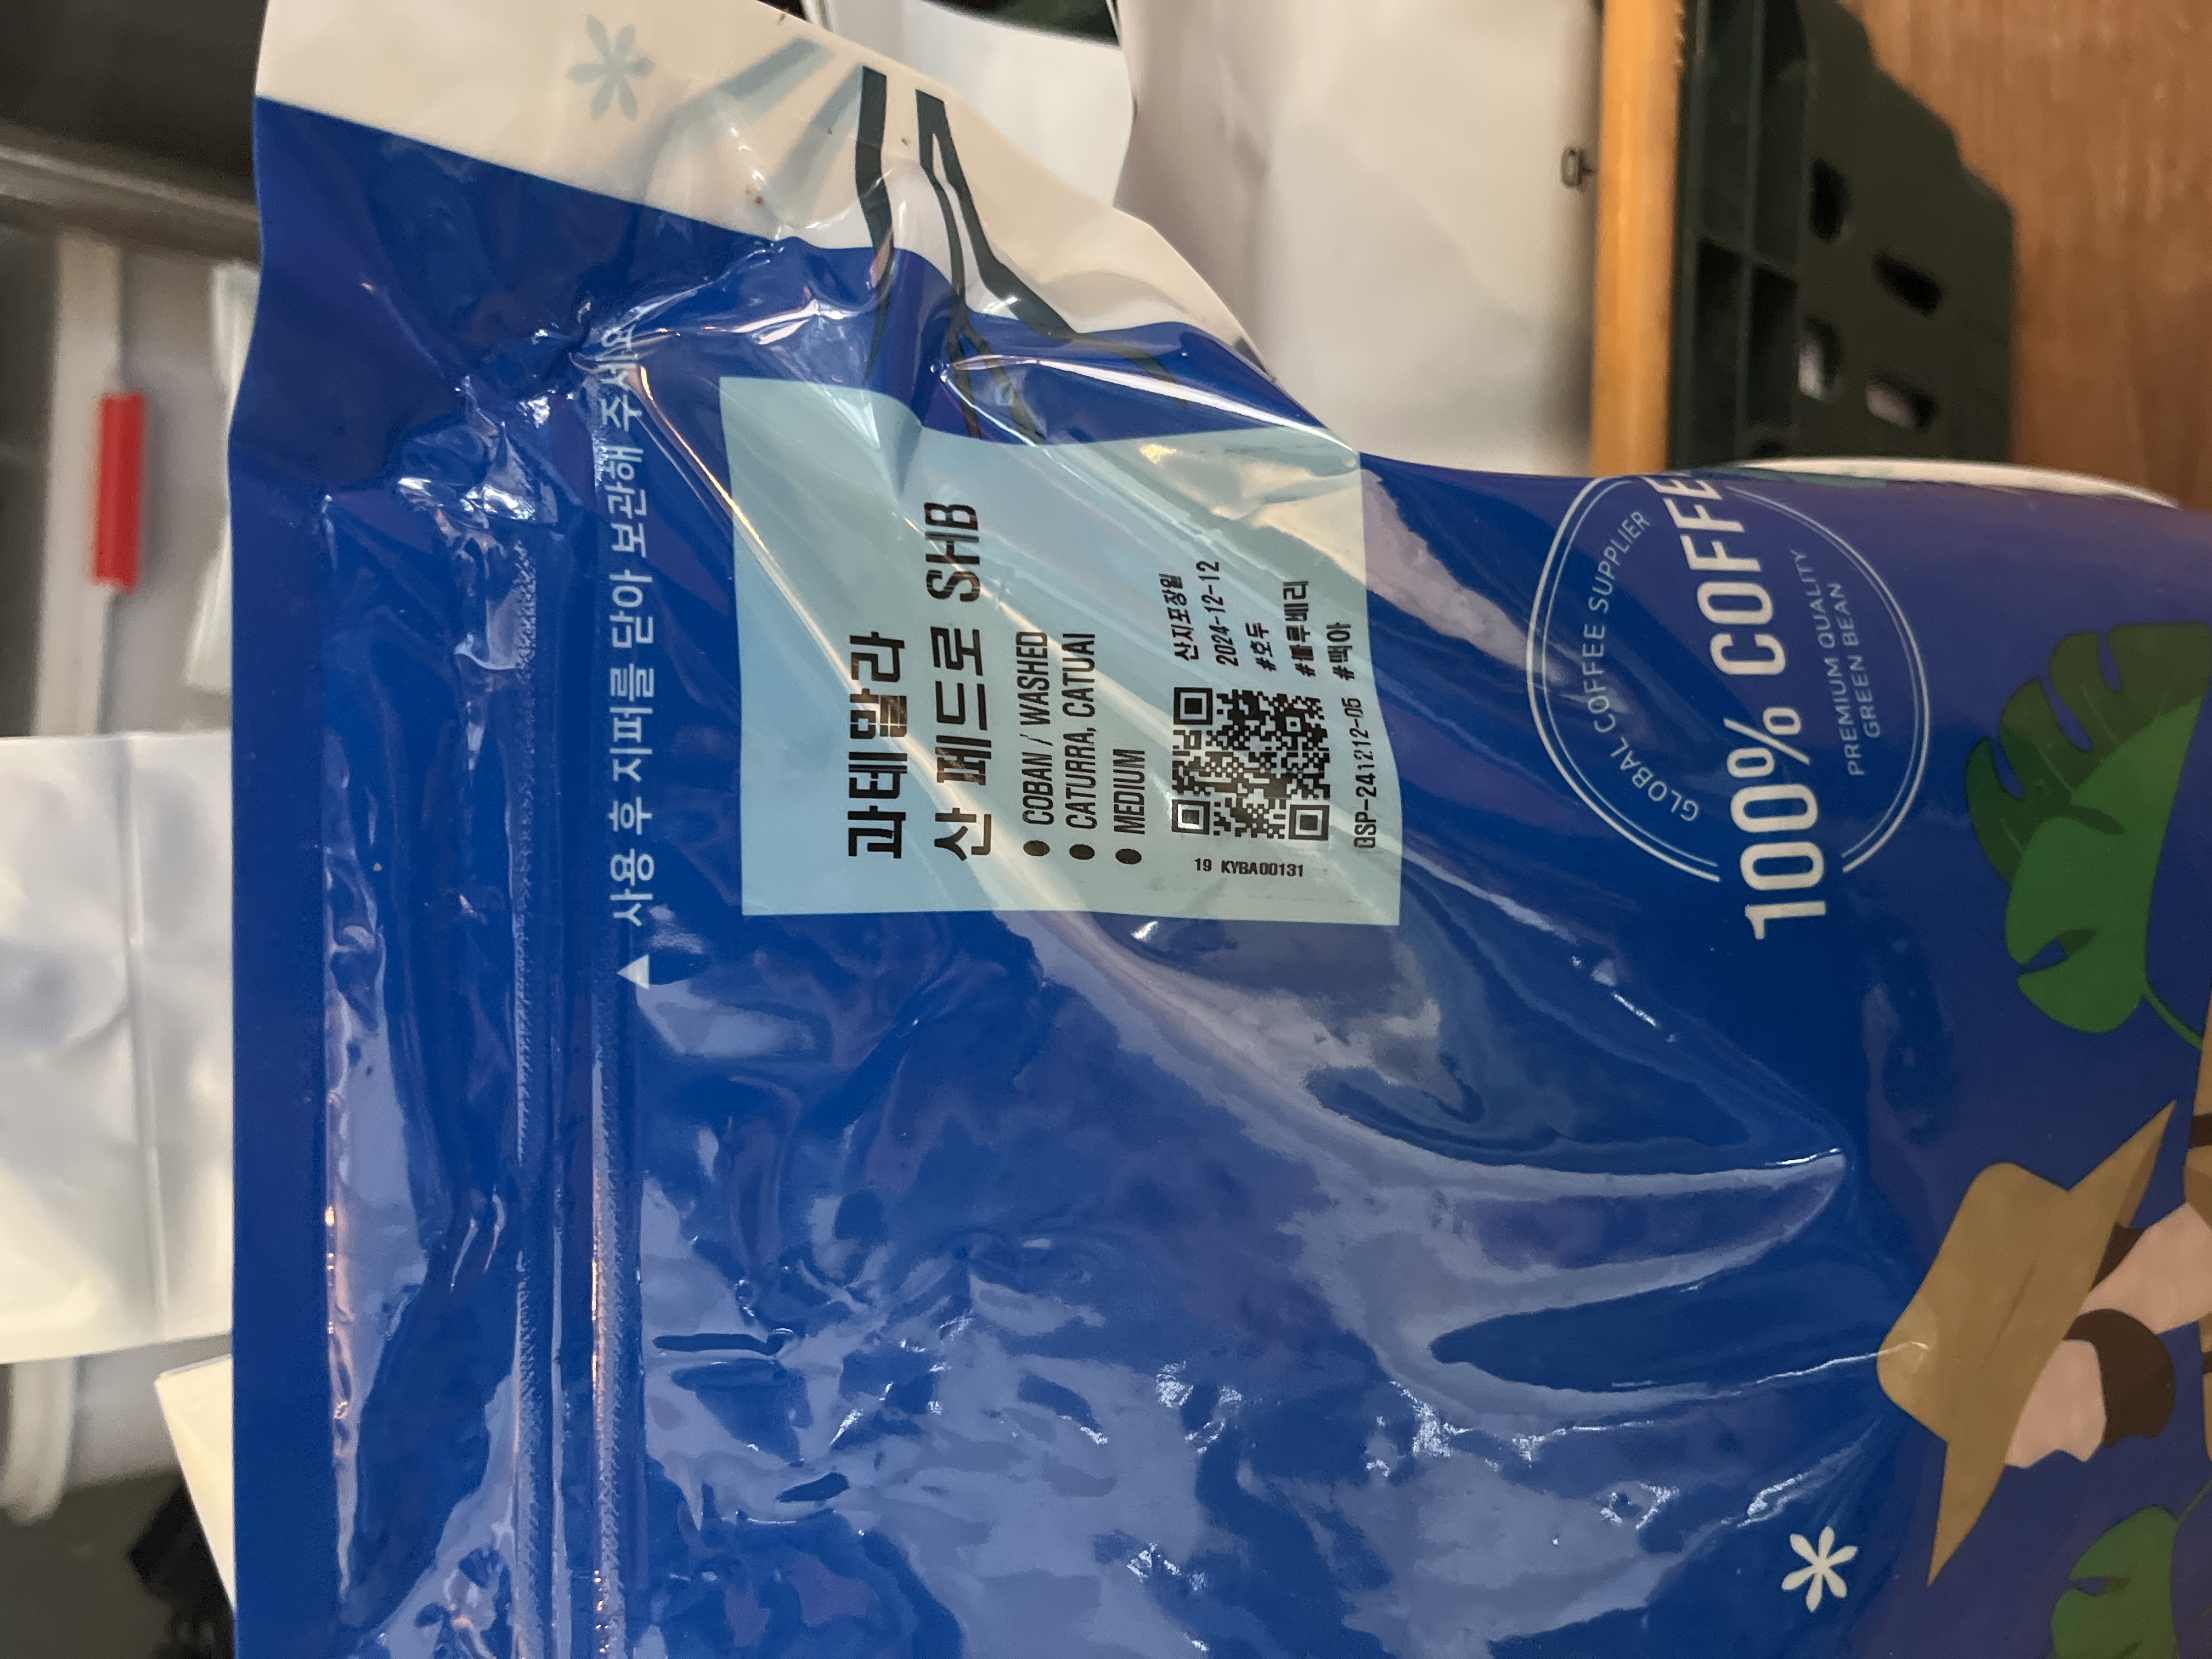 ▲ 사용 후 지퍼를 닫아 보관해 주세요
과테말라
산 페드로 SHB
● COBAN / WASHED
● CATURRA, CATUAI
● MEDIUM
19 KYBA00131
산지포장일
2024-12-12
#호두
#블루베리
#맥아
GSP-241212-05
GLOBAL COFFEE SUPPLIER
100% COFFE
PREMIUM QUALITY
GREEN BEAN